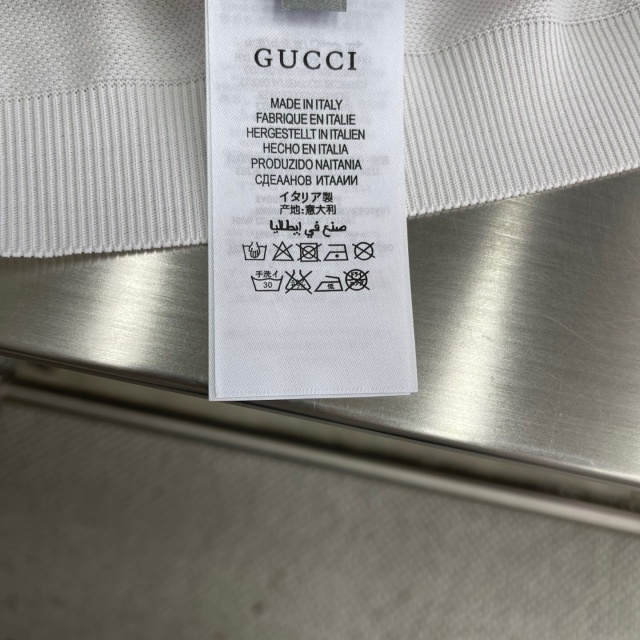 GUCCI
MADE IN ITALY
FABRIQUE EN ITALIE
HERGESTELLT IN ITALIEN
HECHO EN ITALIA
PRODUZIDO NAITANIA
СДЕААНОВ ИТААИИ
イタリア製
产地:意大利
صنع في إيطاليا
手洗イ
30
低